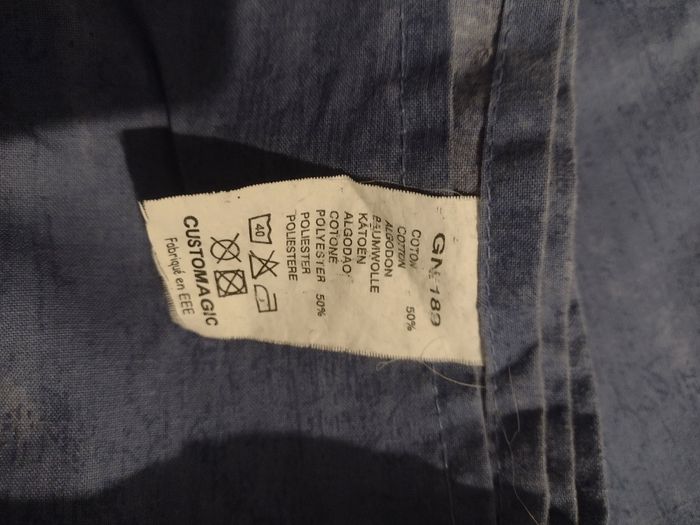 GN.189
COTON 50%
COTTON
ALGODON
BAUMWOLLE
KATOEN
ALGODAO
COTONE
POLYESTER 50%
POLIESTER
POLIESTERE
40
CUSTOMAGIC
Fabriqué en EEE